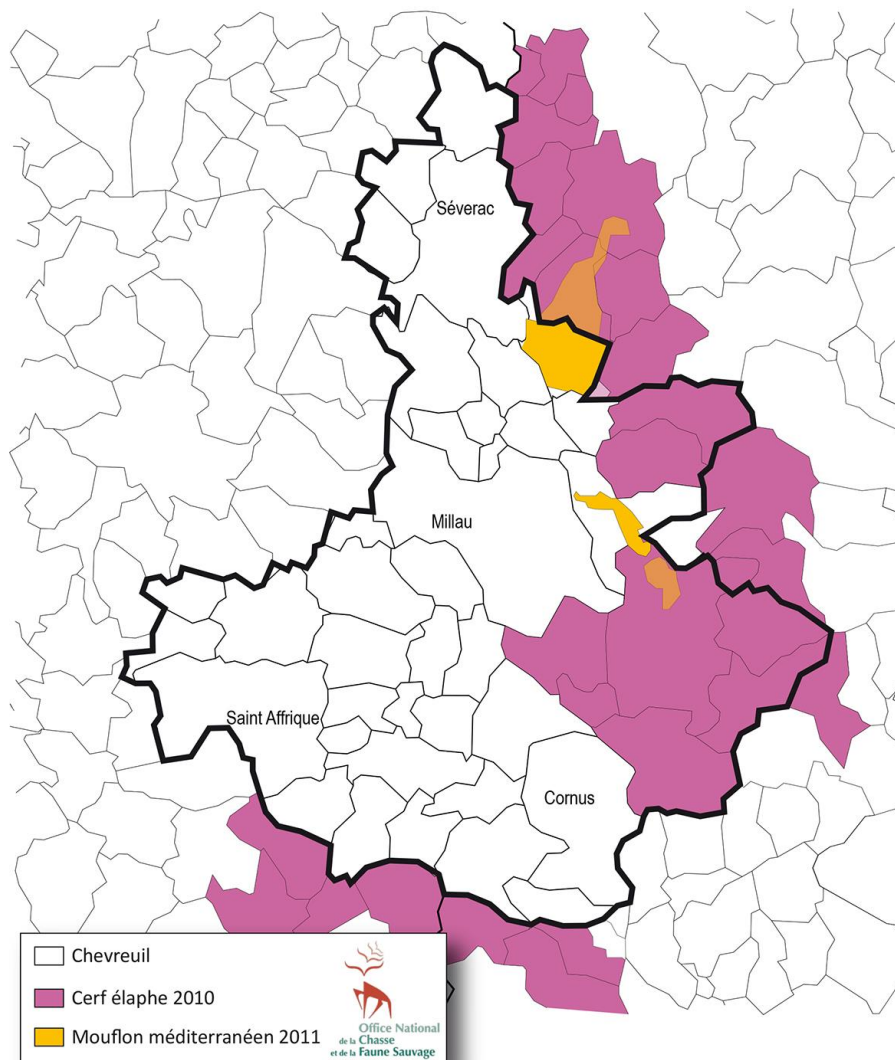 Séverac
Millau
Saint Affrique
Cornus
Chevreuil
Cerf élaphe 2010
Mouflon méditerranéen 2011
Office National
de la Chasse
et de la Faune Sauvage